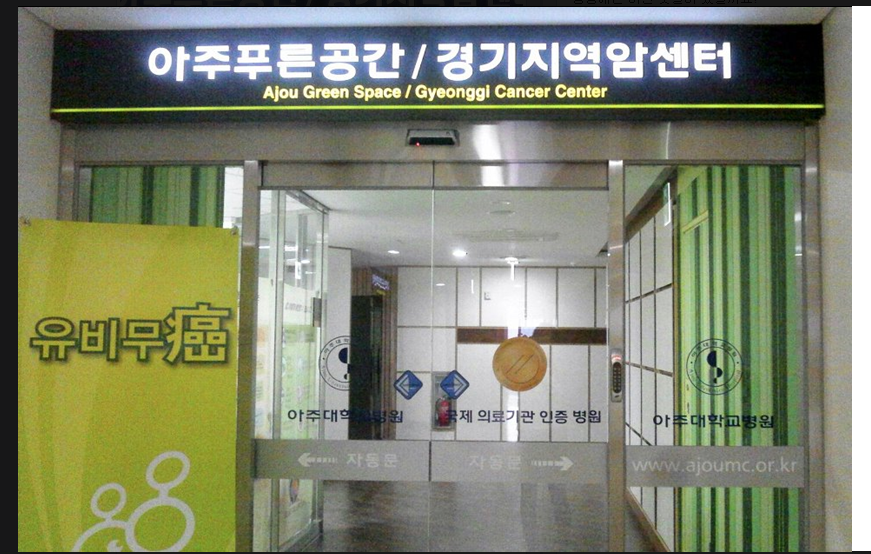 아주푸른공간 / 경기지역암센터
Ajou Green Space / Gyeonggi Cancer Center
유비무癌
아주대학교병원
국제 의료기관 인증 병원
아주대학교병원
자동문
자동문
www.ajoumc.or.kr